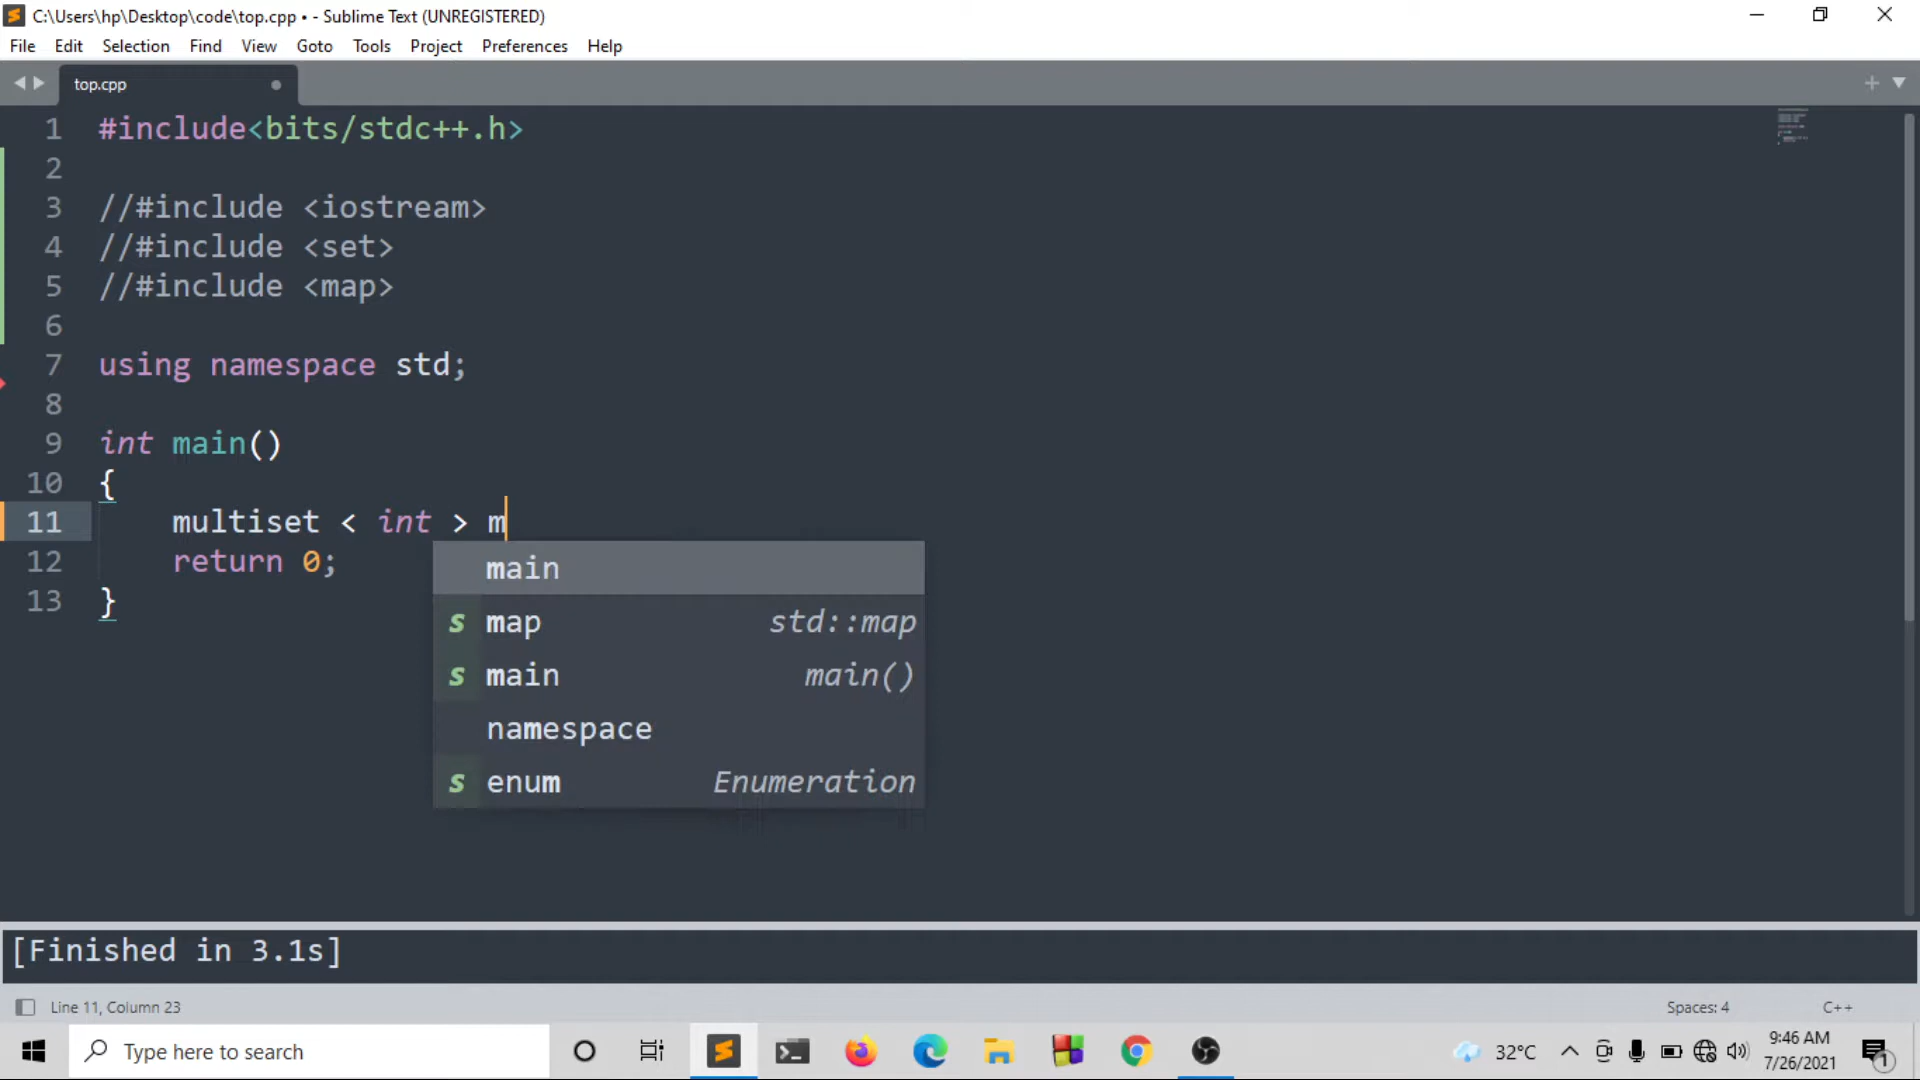 C:\Users\hp\Desktop\code\top.cpp • - Sublime Text (UNREGISTERED)
File Edit Selection Find View Goto Tools Project Preferences Help
top.cpp
1 #include<bits/stdc++.h>
2
3 //#include <iostream>
4 //#include <set>
5 //#include <map>
6
7 using namespace std;
8
9 int main()
10 {
11 multiset < int > m
12 return 0;
13 }
main
s map std::map
s main main()
namespace
s enum Enumeration
[Finished in 3.1s]
Line 11, Column 23 Spaces: 4 C++
Type here to search 32°C 9:46 AM
7/26/2021 1